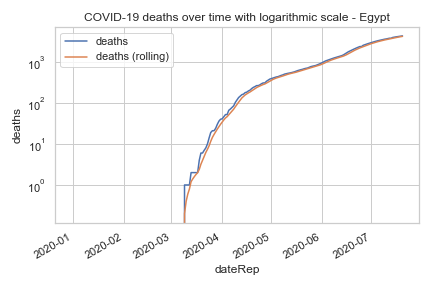 COVID-19 deaths over time with logarithmic scale - Egypt
deaths
deaths (rolling)
10³
10²
10¹
10⁰
deaths
2020-01
2020-02
2020-03
2020-04
2020-05
2020-06
2020-07
dateRep